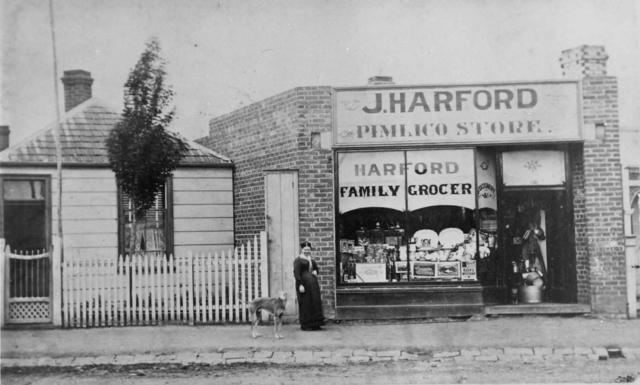 J. HARFORD
PIMLICO STORE.
HARFORD
FAMILY GROCER